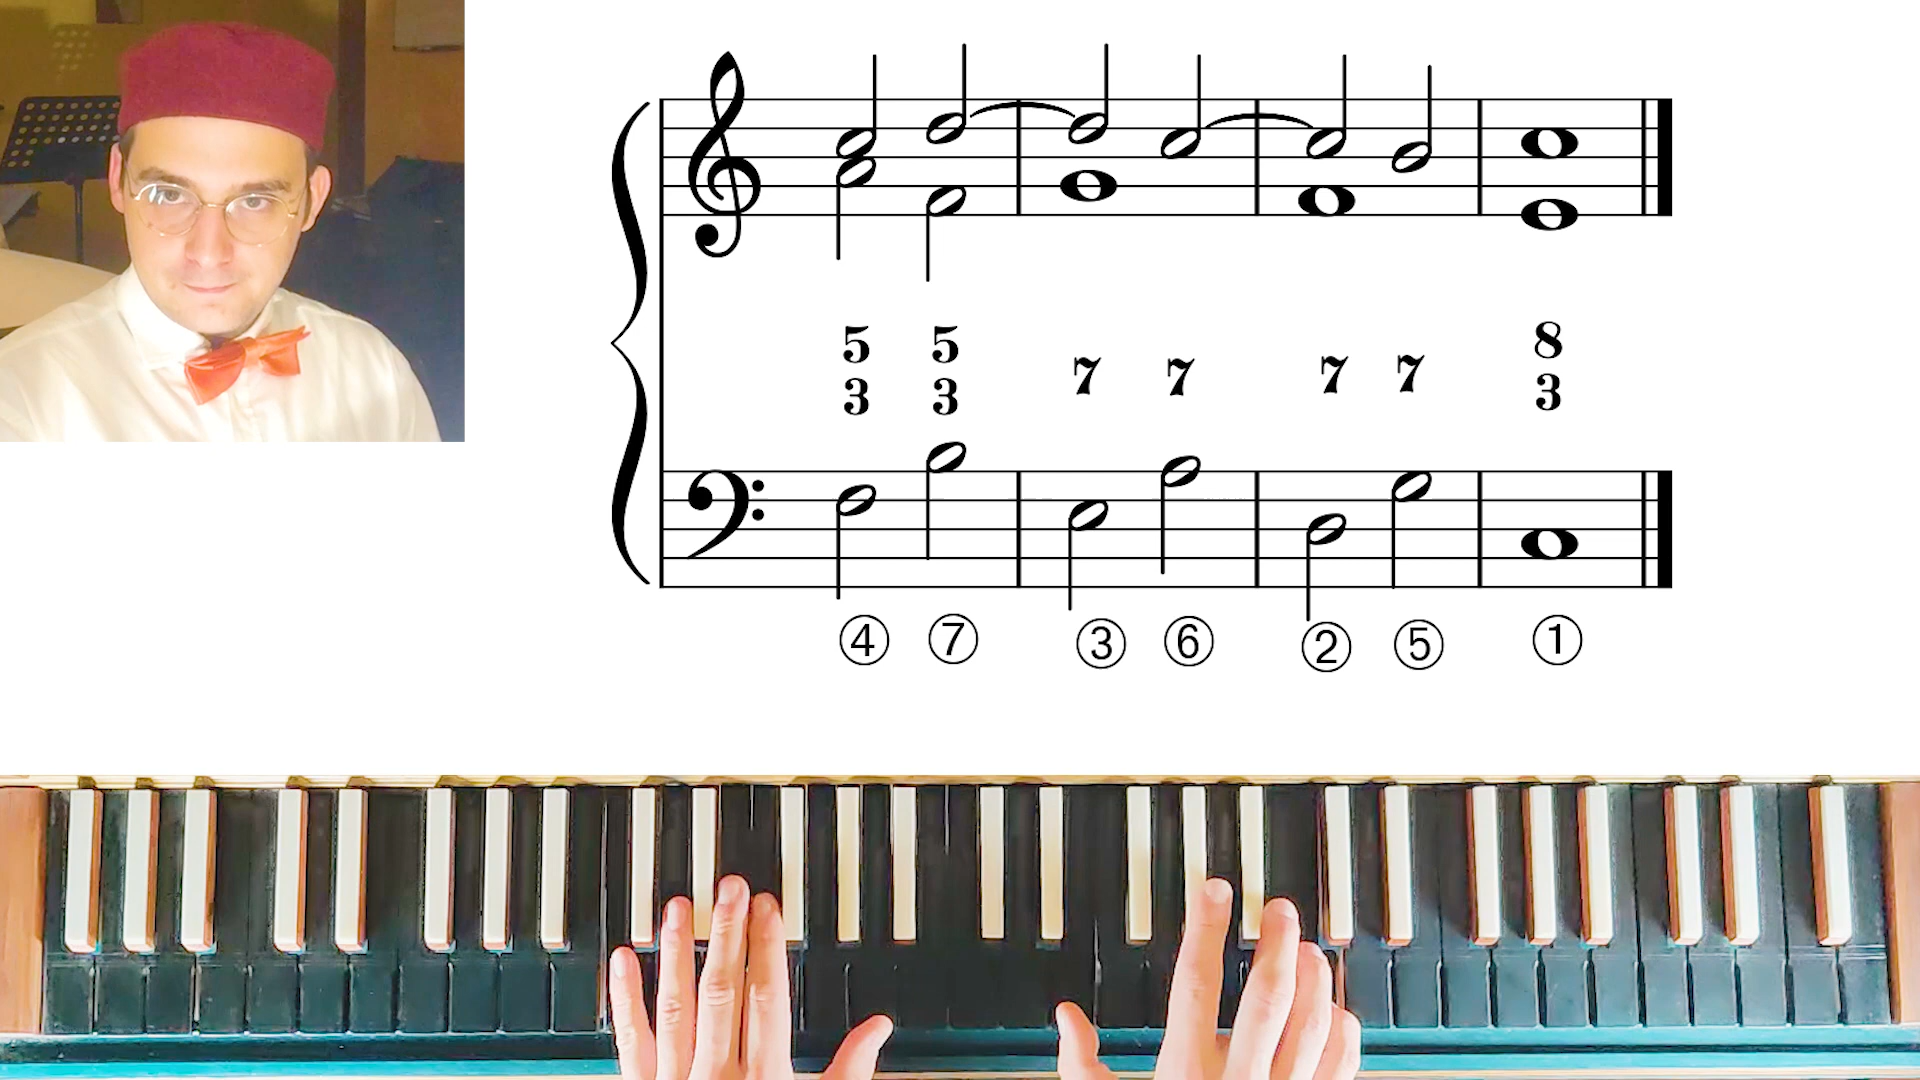 5 5 7 7 7 7 8
3 3 3
④ ⑦ ③ ⑥ ② ⑤ ①